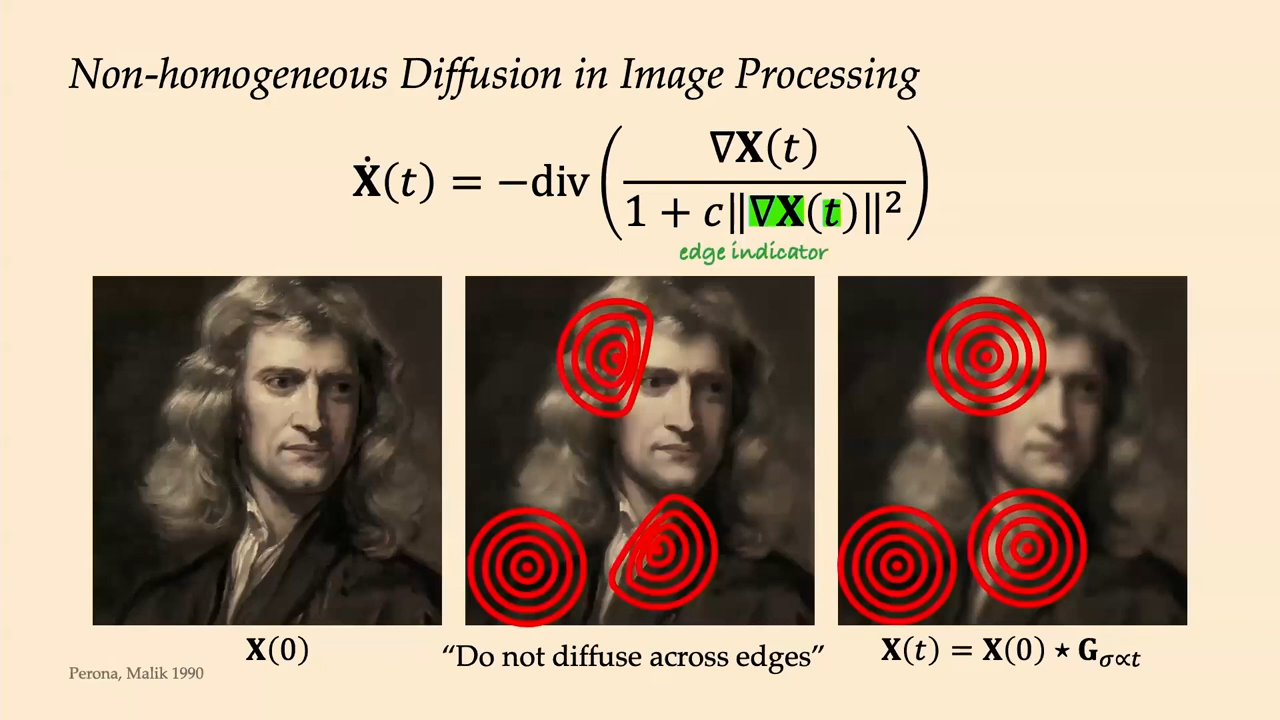 Non-homogeneous Diffusion in Image Processing
Ẋ(t) = −div(∇X(t) / (1 + c‖∇X(t)‖²))
edge indicator
X(0)
“Do not diffuse across edges”
X(t) = X(0) ⋆ G_{σ∝t}
Perona, Malik 1990